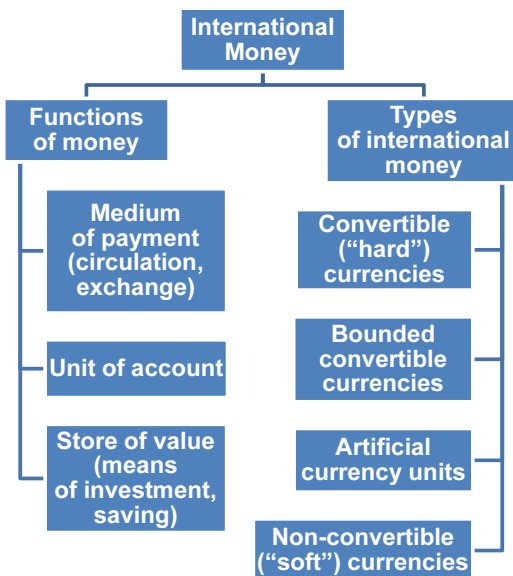 International
Money
Functions
of money
Medium
of payment
(circulation,
exchange)
Unit of account
Store of value
(means
of investment,
saving)
Types
of international
money
Convertible
(“hard”)
currencies
Bounded
convertible
currencies
Artificial
currency units
Non-convertible
(“soft”) currencies